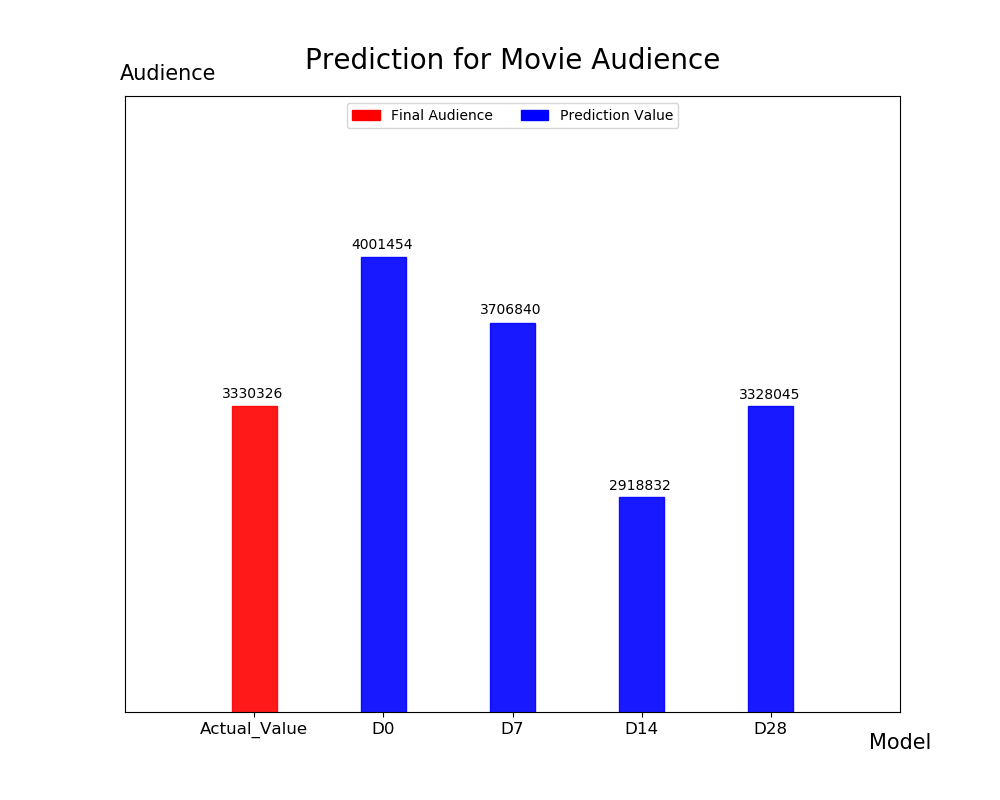 Prediction for Movie Audience
Audience
Final Audience Prediction Value
4001454
3706840
3330326
3328045
2918832
Actual_Value D0 D7 D14 D28
Model